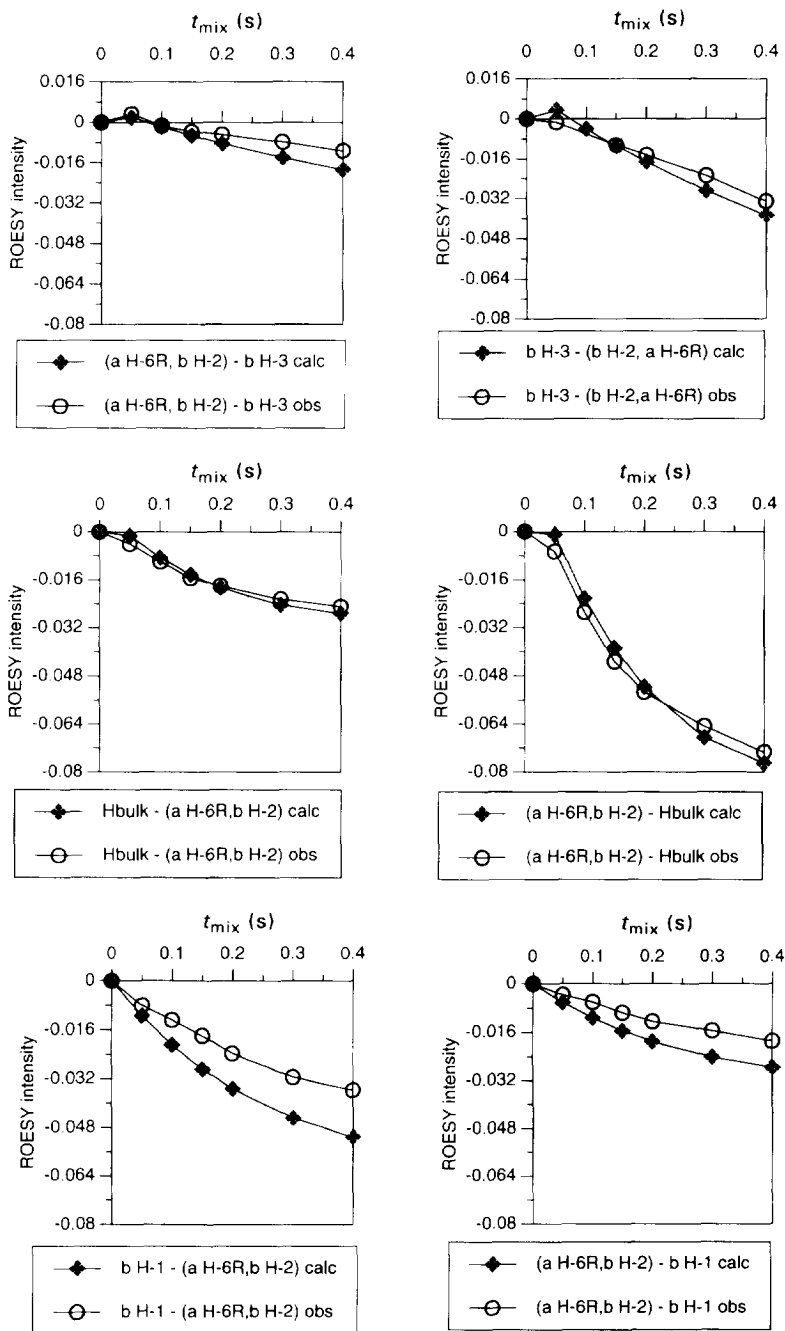 t mix (s)
0 0.1 0.2 0.3 0.4
0.016
0
-0.016
-0.032
-0.048
-0.064
-0.08
ROESY intensity
(a H-6R, b H-2) - b H-3 calc
(a H-6R, b H-2) - b H-3 obs
t mix (s)
0 0.1 0.2 0.3 0.4
0.016
0
-0.016
-0.032
-0.048
-0.064
-0.08
ROESY intensity
b H-3 - (b H-2, a H-6R) calc
b H-3 - (b H-2,a H-6R) obs
t mix (s)
0 0.1 0.2 0.3 0.4
0
-0.016
-0.032
-0.048
-0.064
-0.08
ROESY intensity
Hbulk - (a H-6R,b H-2) calc
Hbulk - (a H-6R,b H-2) obs
t mix (s)
0 0.1 0.2 0.3 0.4
0
-0.016
-0.032
-0.048
-0.064
-0.08
ROESY intensity
(a H-6R,b H-2) - Hbulk calc
(a H-6R,b H-2) - Hbulk obs
t mix (s)
0 0.1 0.2 0.3 0.4
0
-0.016
-0.032
-0.048
-0.064
-0.08
ROESY intensity
b H-1 - (a H-6R,b H-2) calc
b H-1 - (a H-6R,b H-2) obs
t mix (s)
0 0.1 0.2 0.3 0.4
0
-0.016
-0.032
-0.048
-0.064
-0.08
ROESY intensity
(a H-6R,b H-2) - b H-1 calc
(a H-6R,b H-2) - b H-1 obs